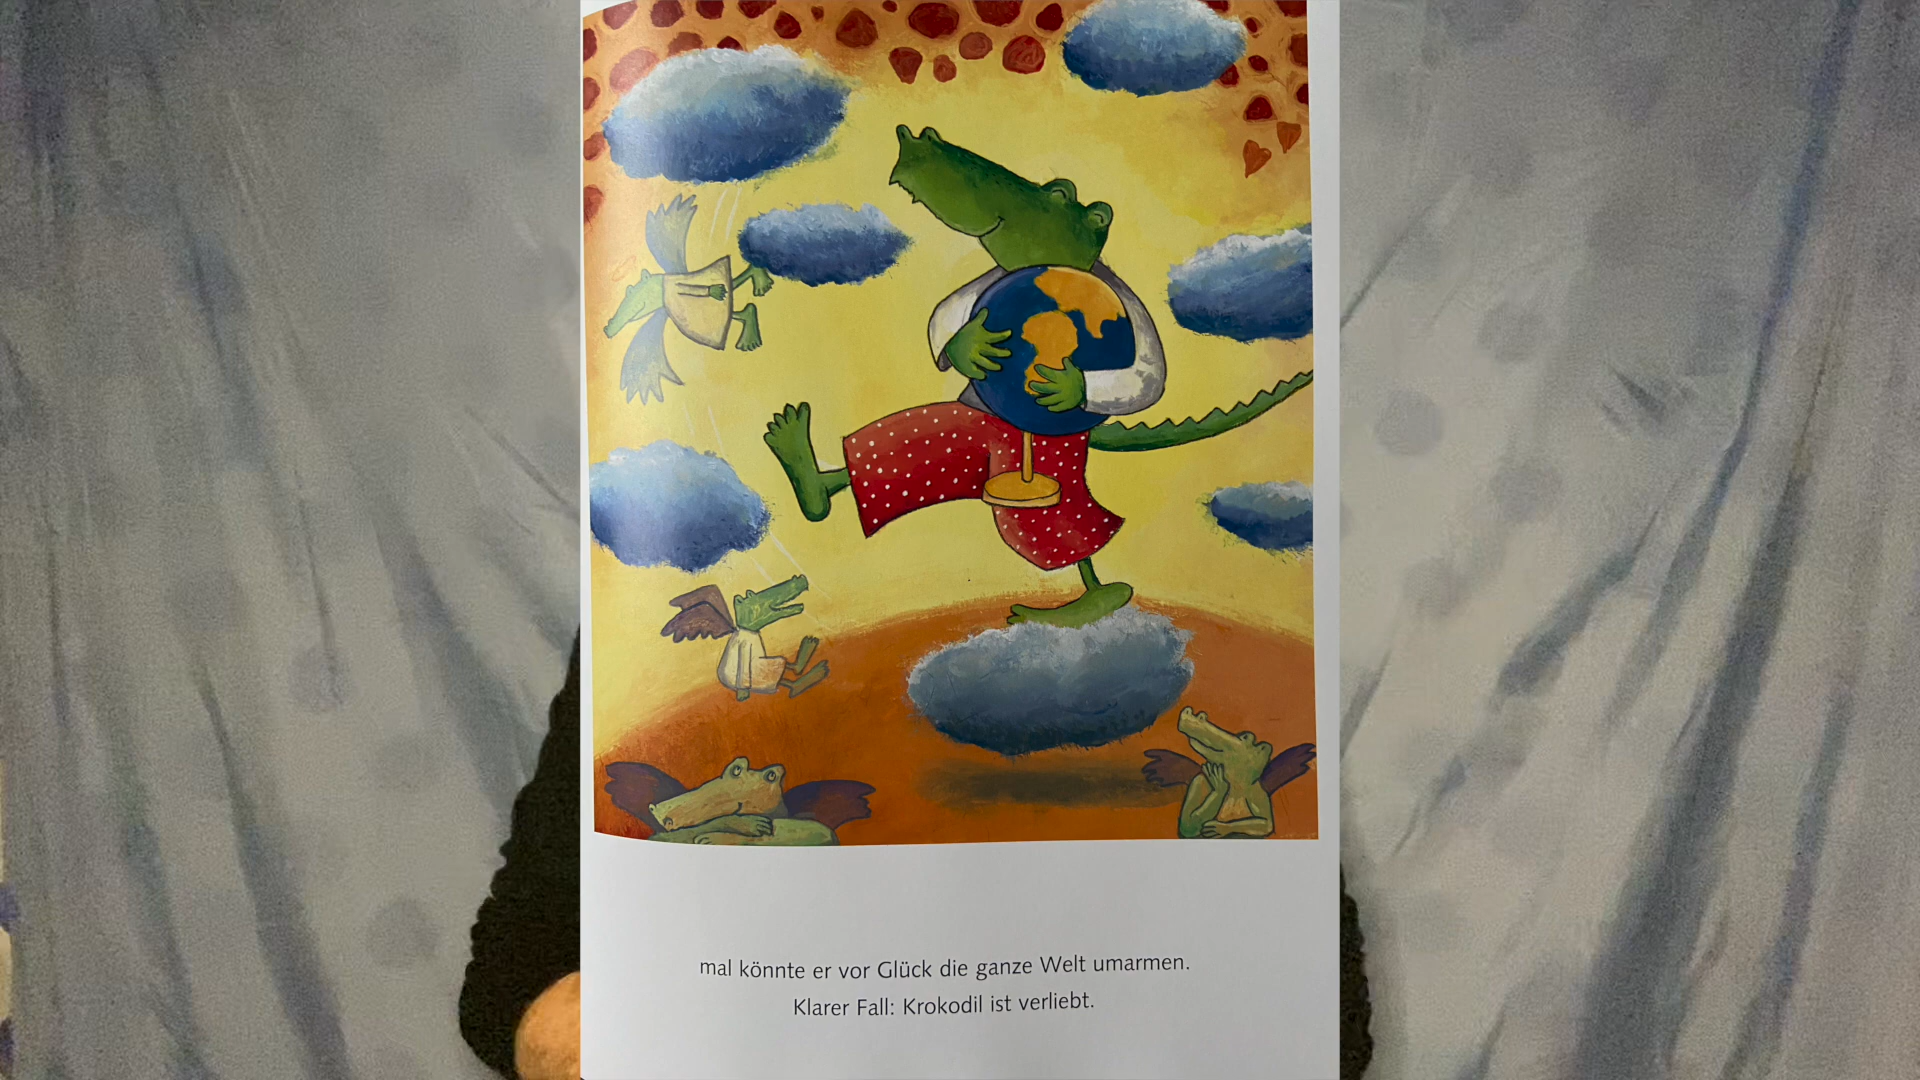 mal könnte er vor Glück die ganze Welt umarmen.
Klarer Fall: Krokodil ist verliebt.